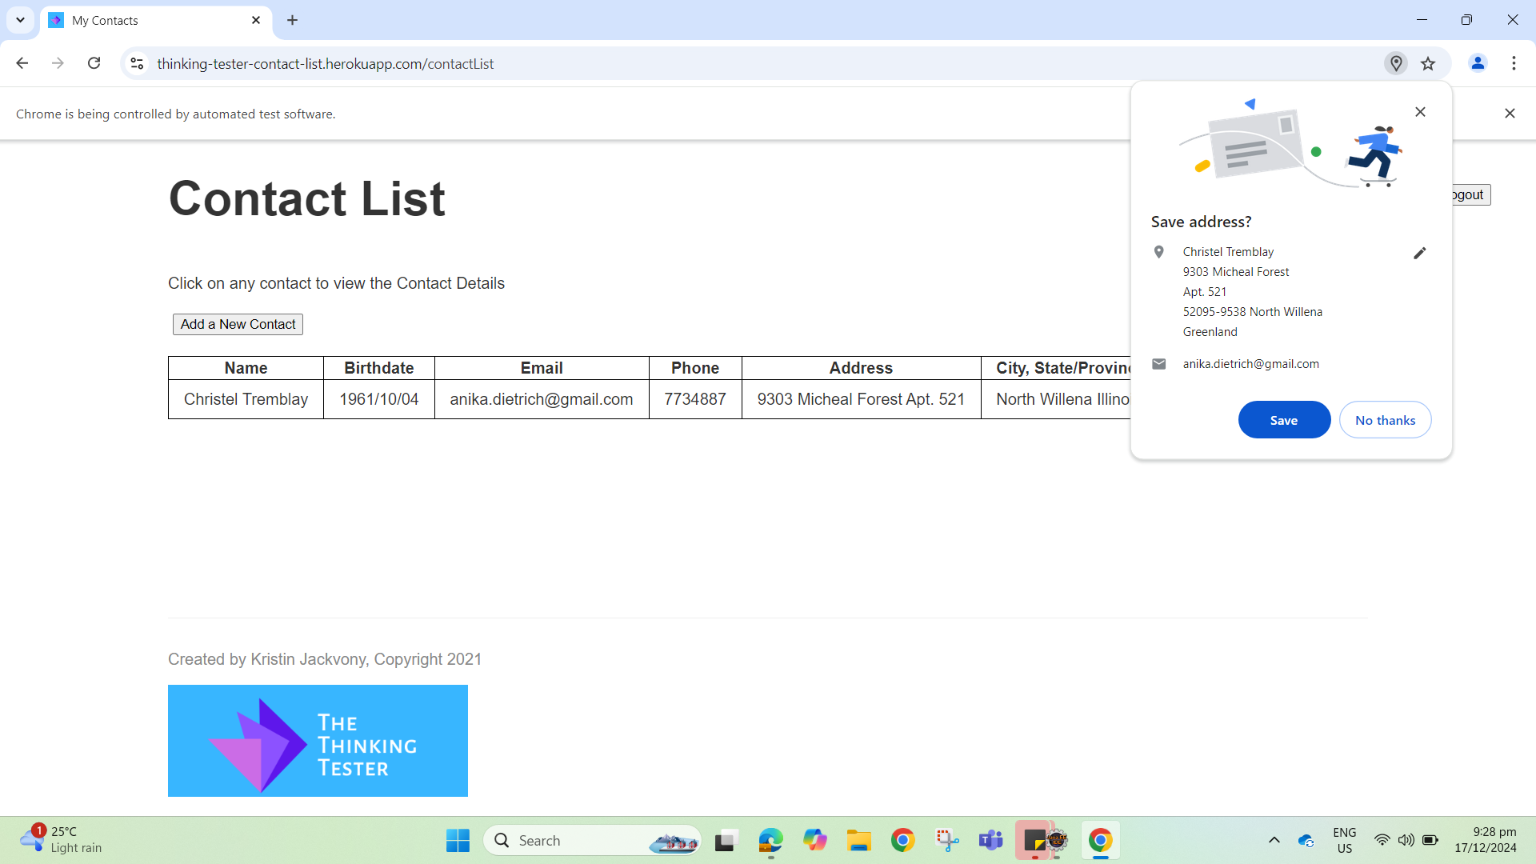 My Contacts
thinking-tester-contact-list.herokuapp.com/contactList
Chrome is being controlled by automated test software.
Contact List
ogout
Click on any contact to view the Contact Details
Add a New Contact
Name Birthdate Email Phone Address City, State/Provin
Christel Tremblay 1961/10/04 anika.dietrich@gmail.com 7734887 9303 Micheal Forest Apt. 521 North Willena Illino
Save address?
Christel Tremblay
9303 Micheal Forest
Apt. 521
52095-9538 North Willena
Greenland
anika.dietrich@gmail.com
Save No thanks
Created by Kristin Jackvony, Copyright 2021
THE
THINKING
TESTER
1
25°C
Light rain
Search
ENG
US
9:28 pm
17/12/2024